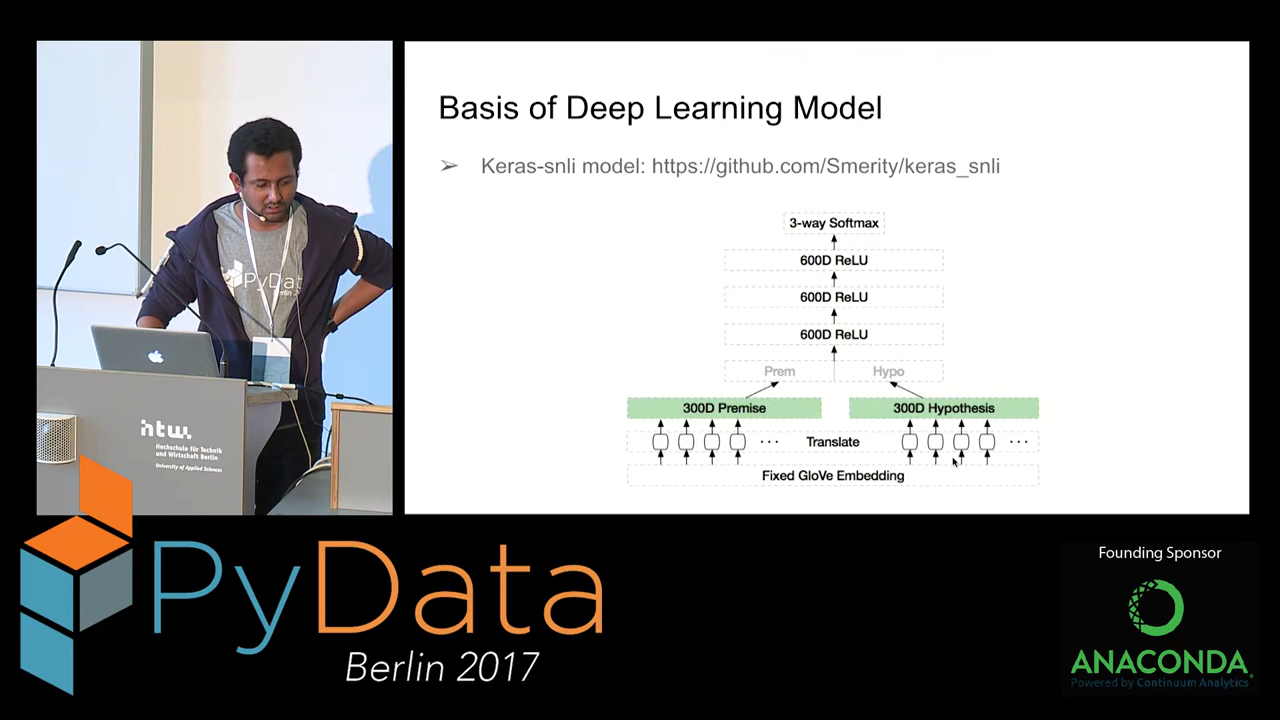 Basis of Deep Learning Model
➢ Keras-snli model: https://github.com/Smerity/keras_snli
3-way Softmax
600D ReLU
600D ReLU
600D ReLU
Prem Hypo
300D Premise 300D Hypothesis
... Translate ...
Fixed GloVe Embedding
PyData
Berlin
htw
Hochschule für Technik
und Wirtschaft Berlin
University of Applied Sciences
PyData
Berlin 2017
Founding Sponsor
ANACONDA
Powered by Continuum Analytics